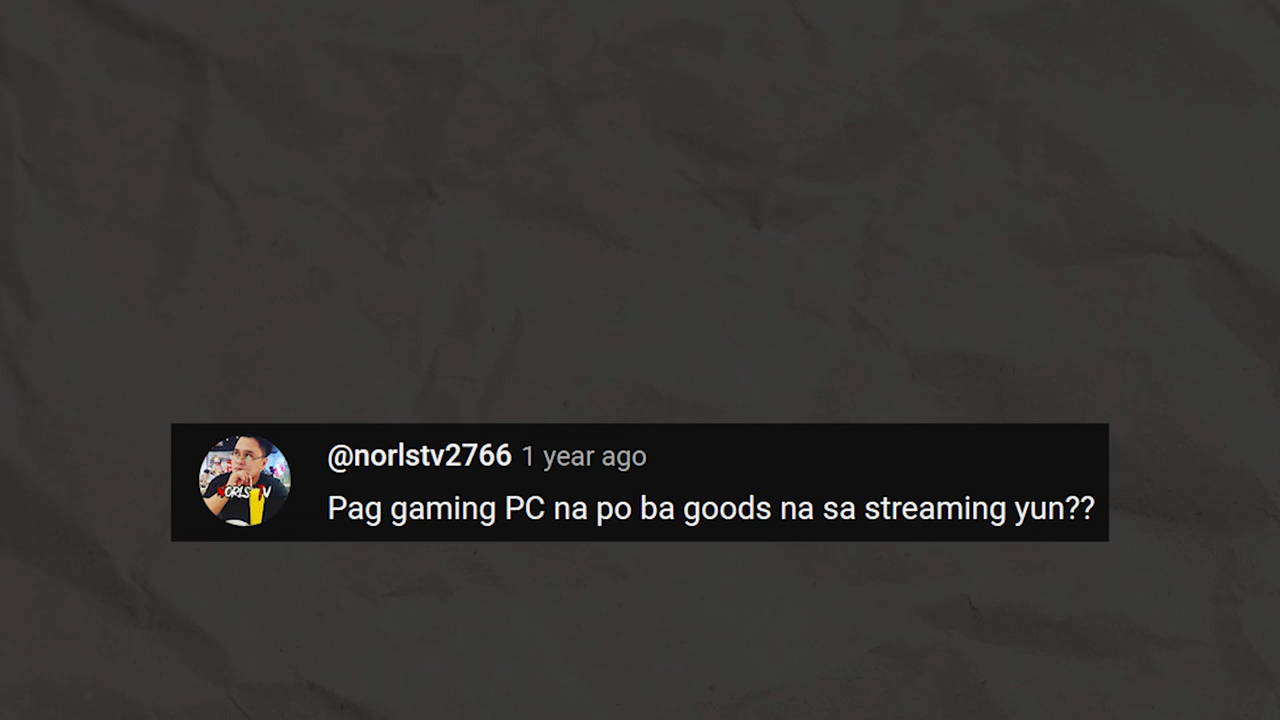 @norlstv2766 1 year ago
Pag gaming PC na po ba goods na sa streaming yun??